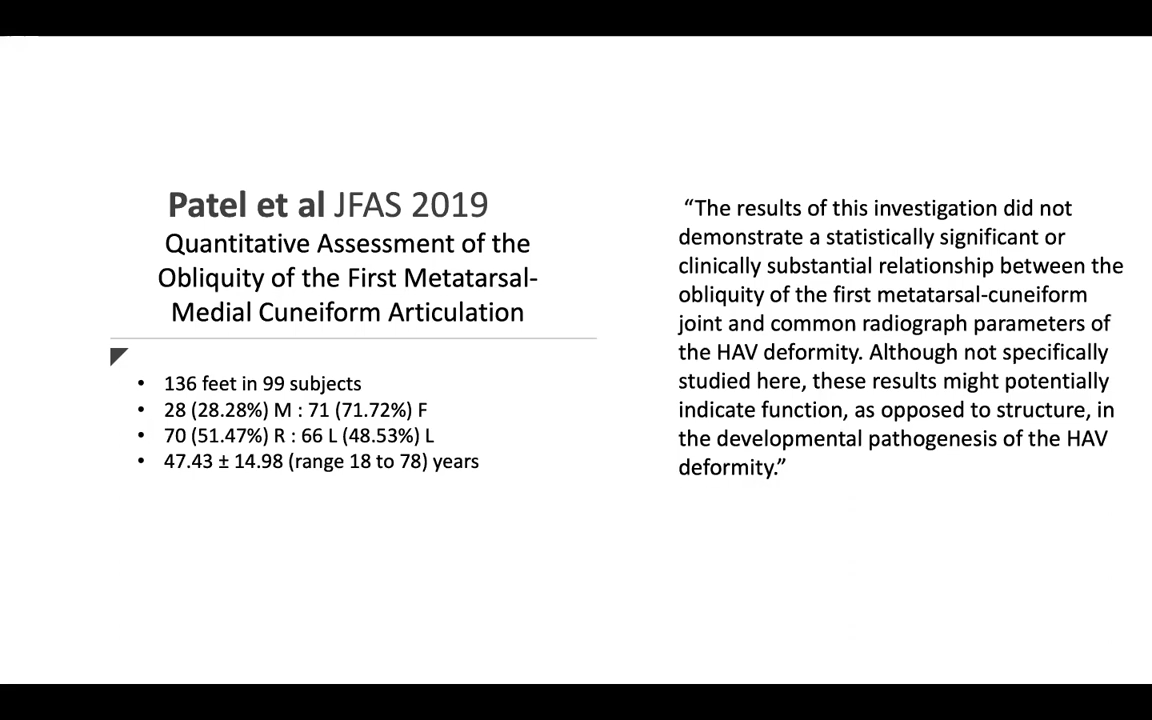 Patel et al JFAS 2019
Quantitative Assessment of the
Obliquity of the First Metatarsal-
Medial Cuneiform Articulation
• 136 feet in 99 subjects
• 28 (28.28%) M : 71 (71.72%) F
• 70 (51.47%) R : 66 L (48.53%) L
• 47.43 ± 14.98 (range 18 to 78) years
“The results of this investigation did not
demonstrate a statistically significant or
clinically substantial relationship between the
obliquity of the first metatarsal-cuneiform
joint and common radiograph parameters of
the HAV deformity. Although not specifically
studied here, these results might potentially
indicate function, as opposed to structure, in
the developmental pathogenesis of the HAV
deformity.”